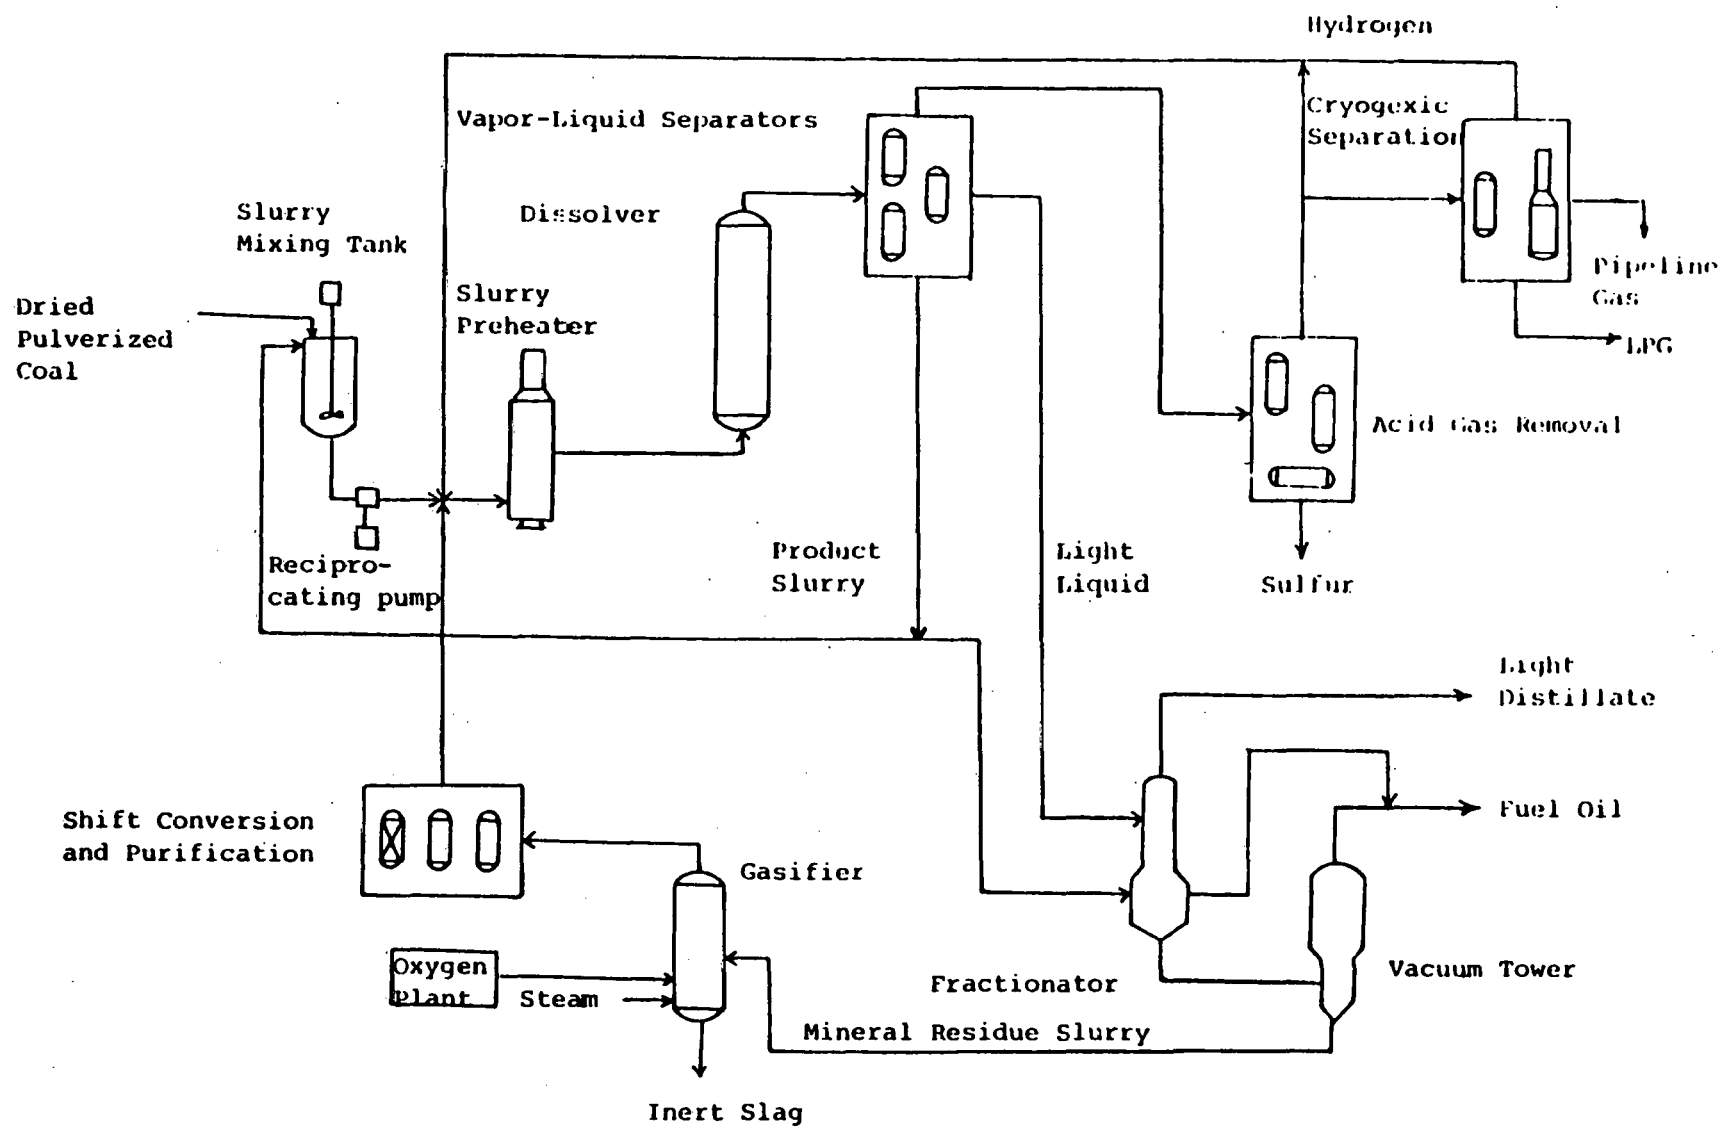 Hydrogen
Vapor-Liquid Separators
Cryogexic
Separation
Slurry
Mixing Tank
Dissolver
Dried
Pulverized
Coal
Slurry
Preheater
Pipeline
Gas
LPG
Acid Gas Removal
Recipro-
cating pump
Product
Slurry
Light
Liquid
Sulfur
Light
Distillate
Fuel Oil
Shift Conversion
and Purification
Gasifier
Oxygen
Plant
Steam
Fractionator
Vacuum Tower
Mineral Residue Slurry
Inert Slag